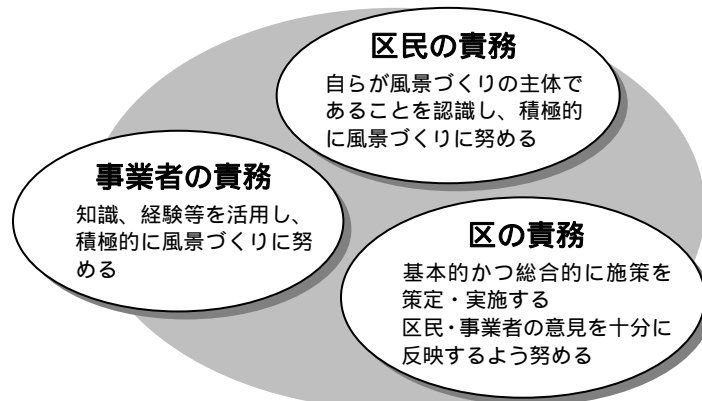 区民の責務
自らが風景づくりの主体で
あることを認識し、積極的
に風景づくりに努める
事業者の責務
知識、経験等を活用し、
積極的に風景づくりに努
める
区の責務
基本的かつ総合的に施策を
策定・実施する
区民・事業者の意見を十分に
反映するよう努める